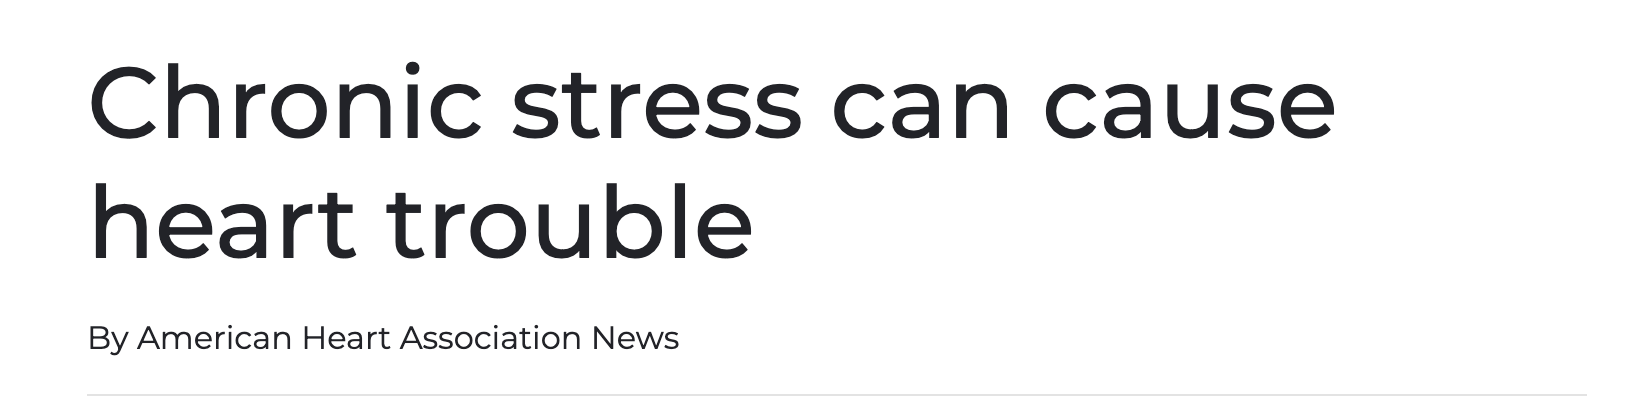 Chronic stress can cause
heart trouble
By American Heart Association News